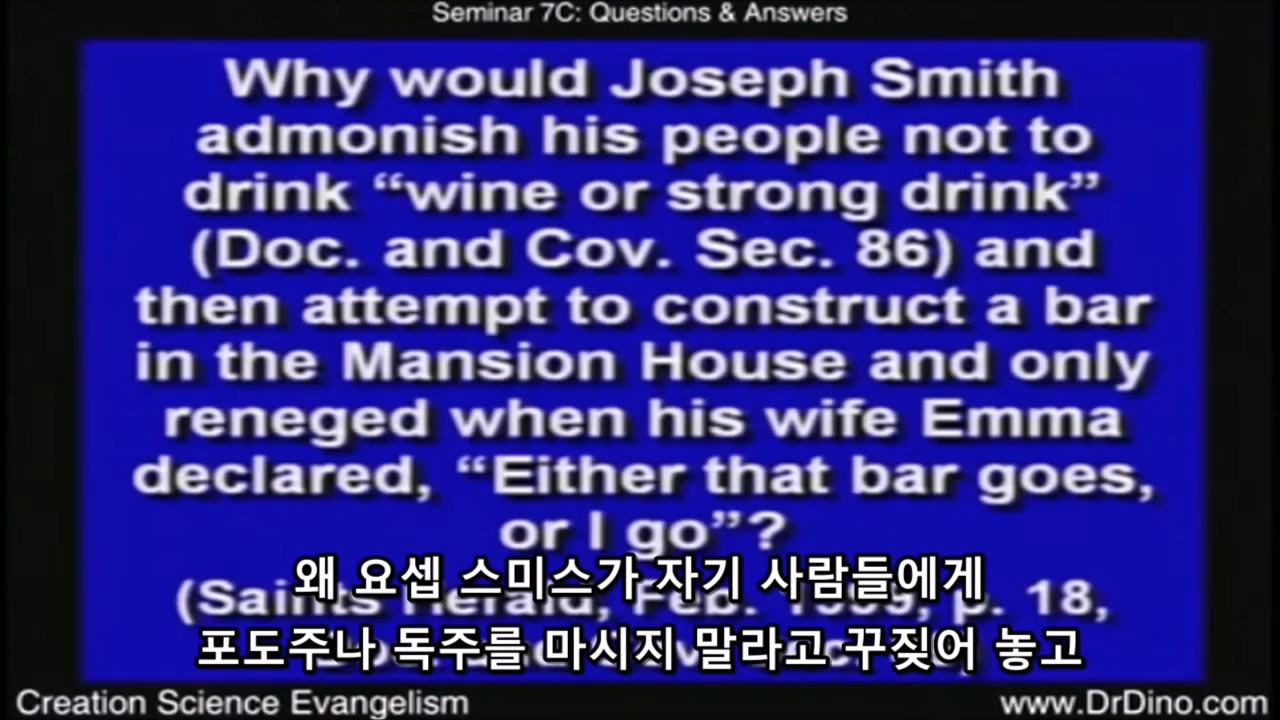 Seminar 7C: Questions & Answers
Why would Joseph Smith
admonish his people not to
drink “wine or strong drink”
(Doc. and Cov. Sec. 86) and
then attempt to construct a bar
in the Mansion House and only
reneged when his wife Emma
declared, “Either that bar goes,
or I go”?
(Saints Herald, Feb. p. 18,
왜 요셉 스미스가 자기 사람들에게
포도주나 독주를 마시지 말라고 꾸짖어 놓고
Creation Science Evangelism
www.DrDino.com